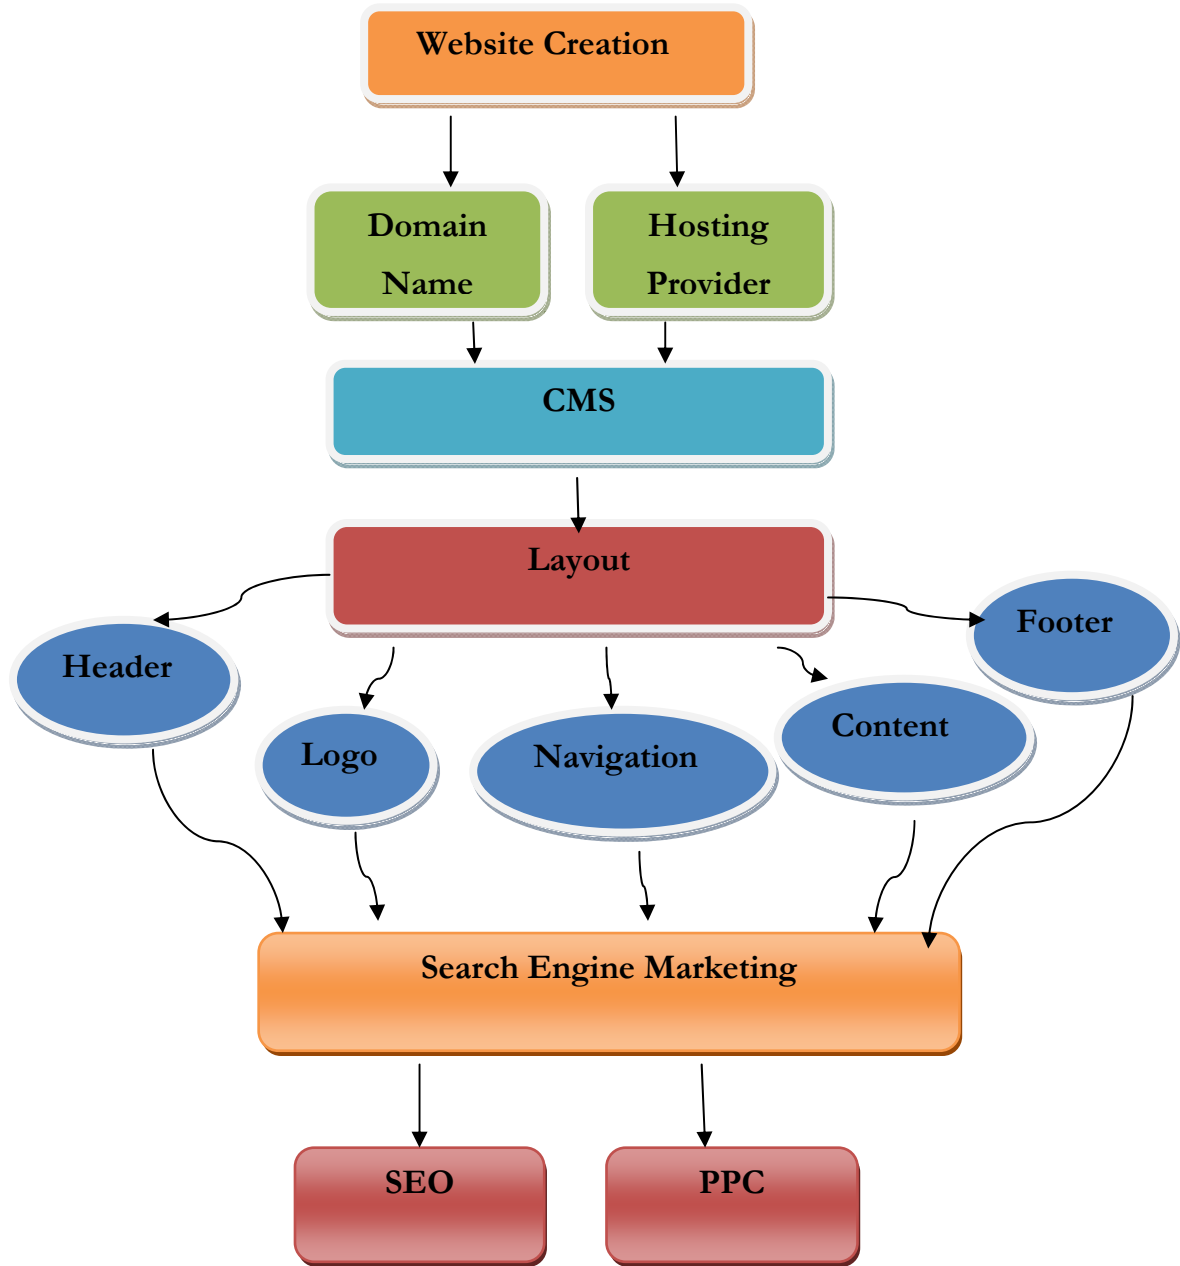 Website Creation
Domain
Name
Hosting
Provider
CMS
Layout
Header
Logo
Navigation
Content
Footer
Search Engine Marketing
SEO
PPC